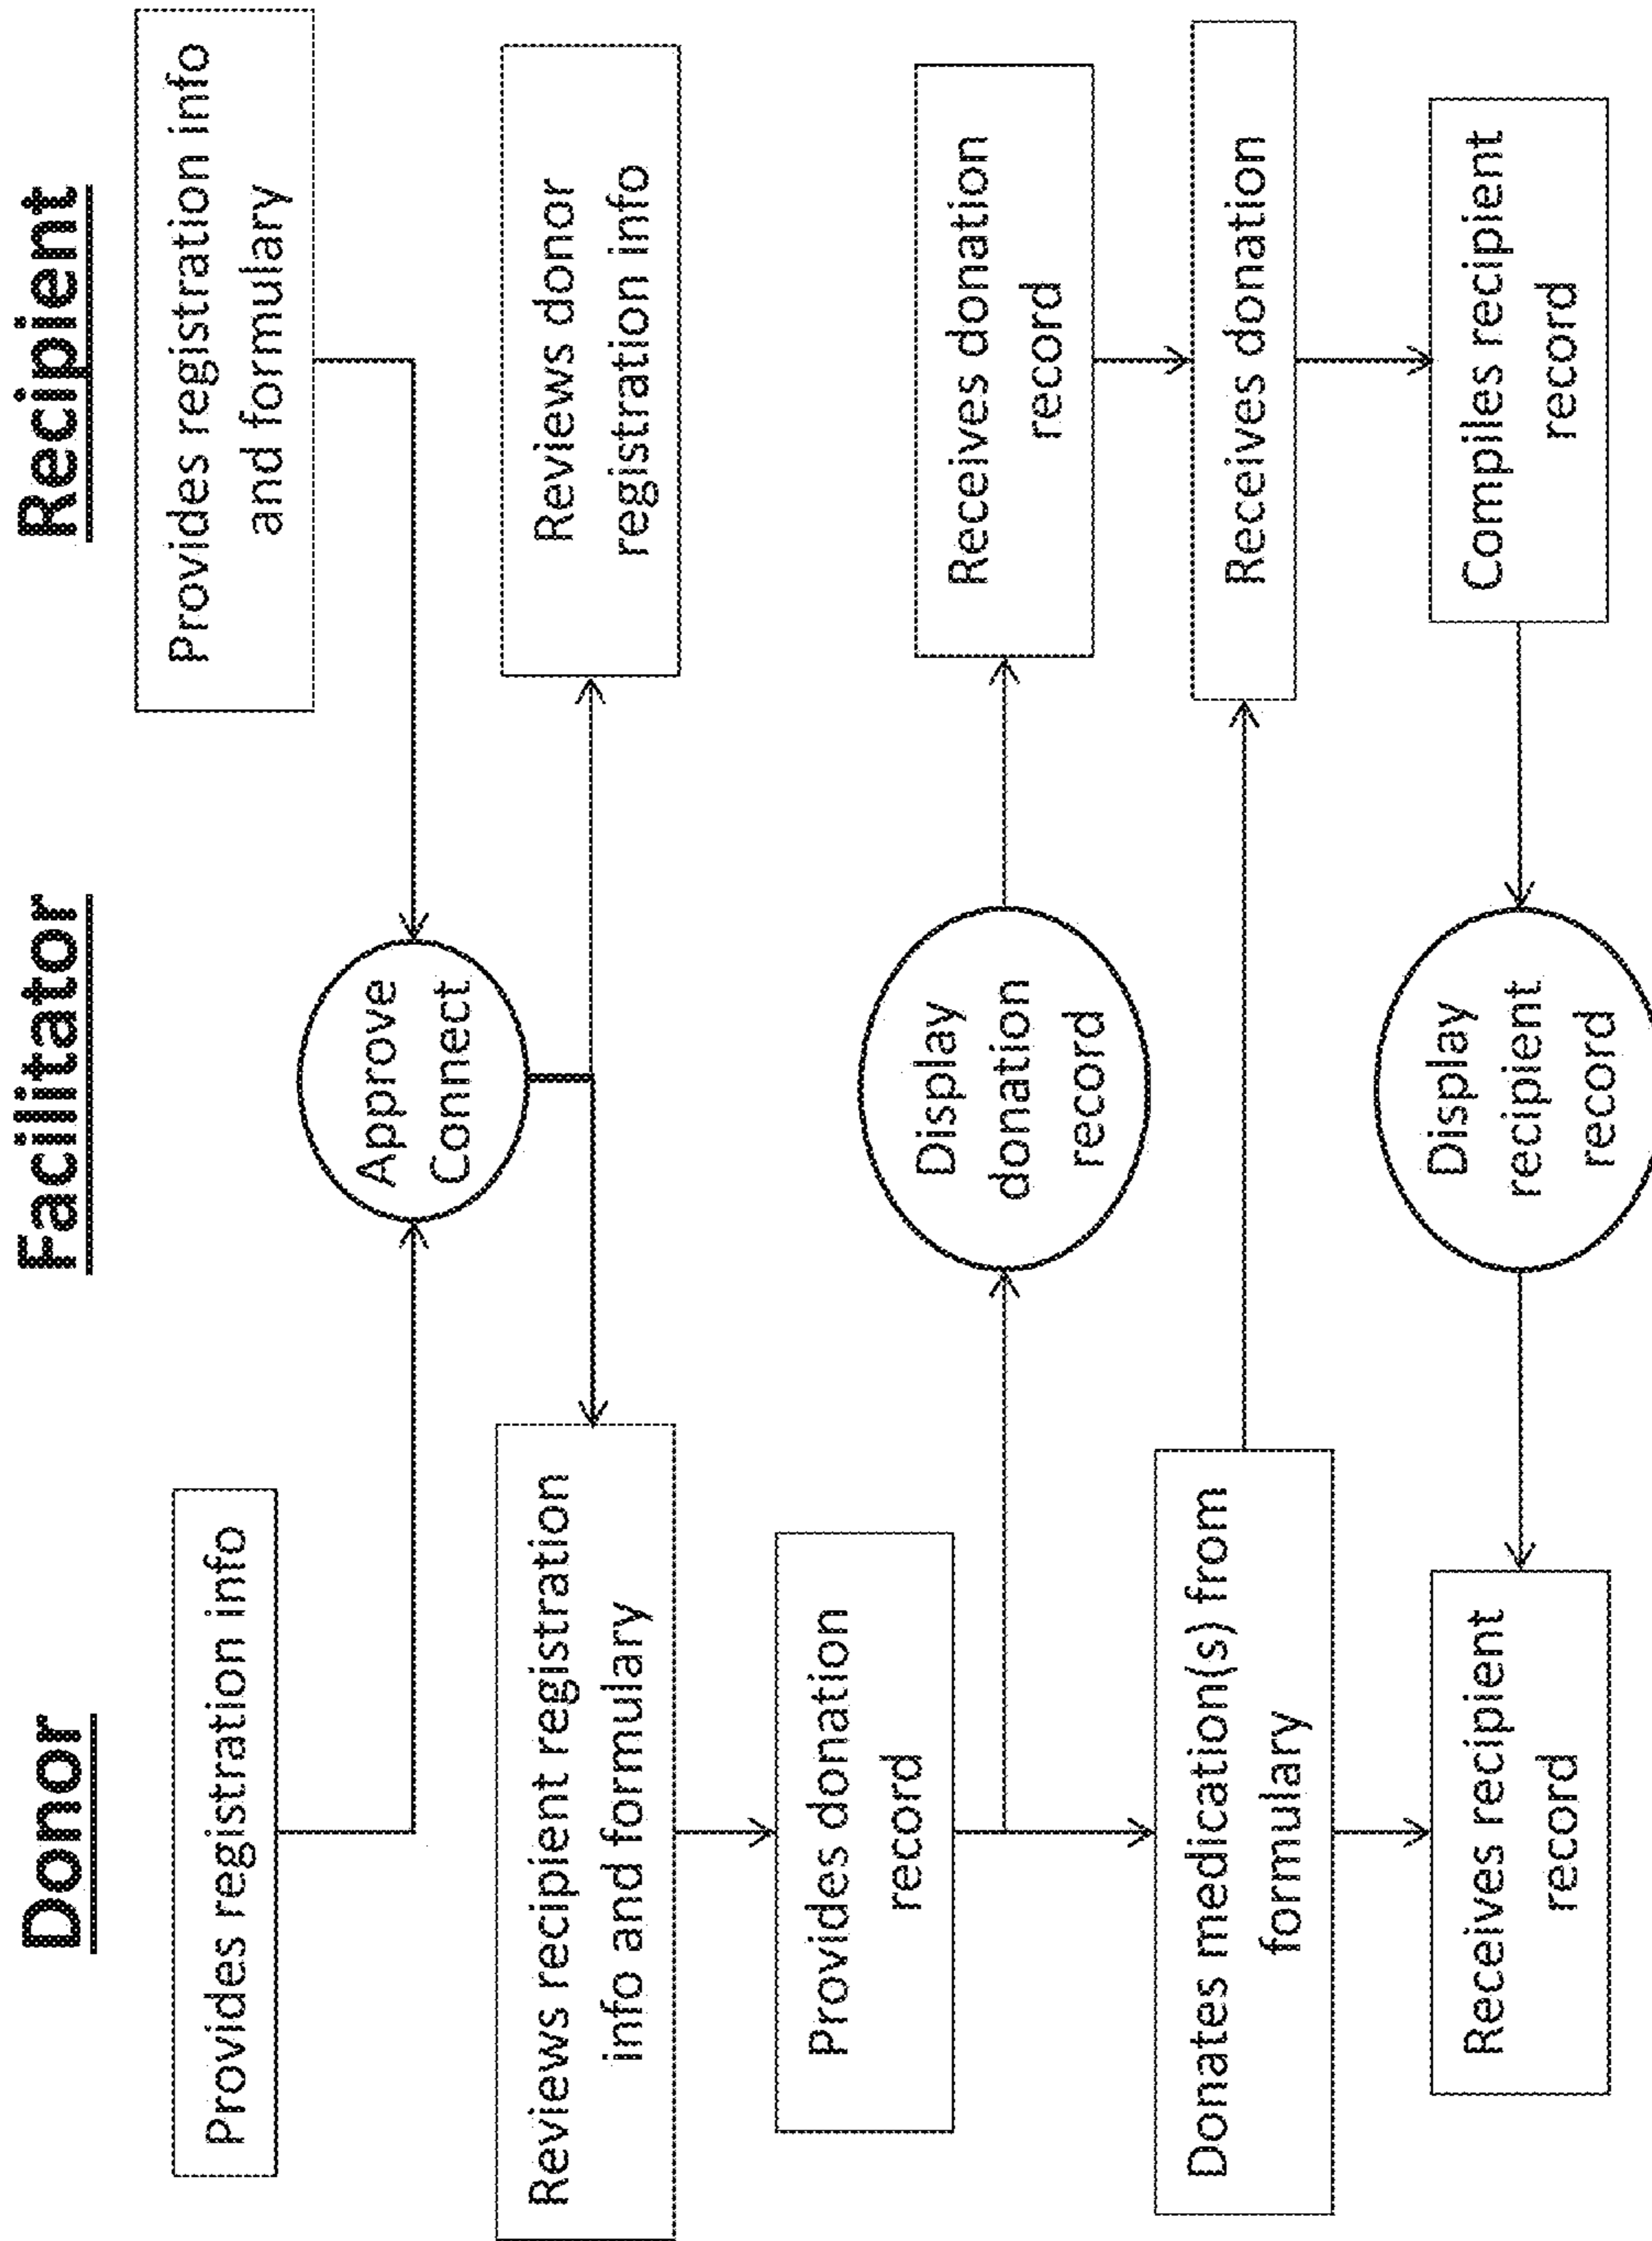 Donor
Facilitator
Recipient
Provides registration info
Provides registration info
and formulary
Approve
Connect
Reviews recipient registration
info and formulary
Reviews donor
registration info
Provides donation
record
Display
donation
record
Receives donation
record
Donates medication(s) from
formulary
Receives donation
Receives recipient
record
Display
recipient
record
Compiles recipient
record